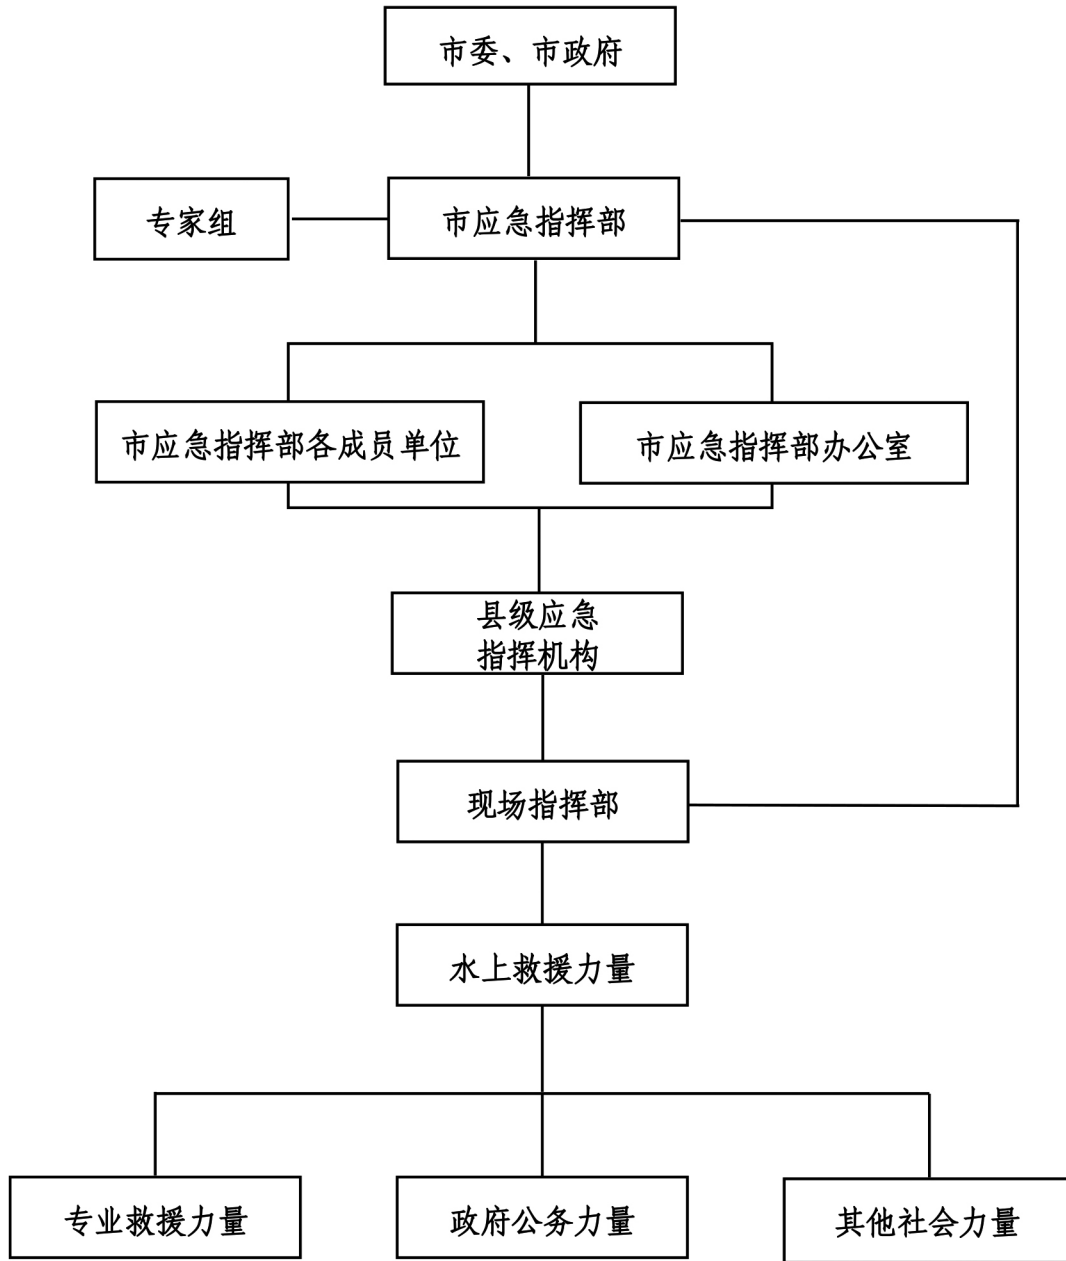 市委、市政府
专家组
市应急指挥部
市应急指挥部各成员单位
市应急指挥部办公室
县级应急
指挥机构
现场指挥部
水上救援力量
专业救援力量
政府公务力量
其他社会力量